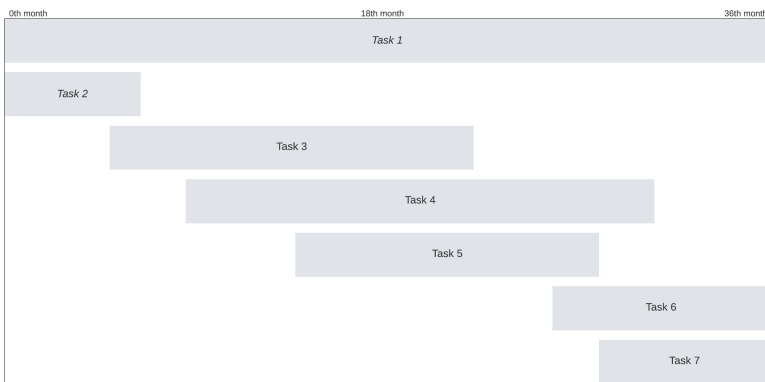 0th month 18th month 36th month
Task 1
Task 2
Task 3
Task 4
Task 5
Task 6
Task 7